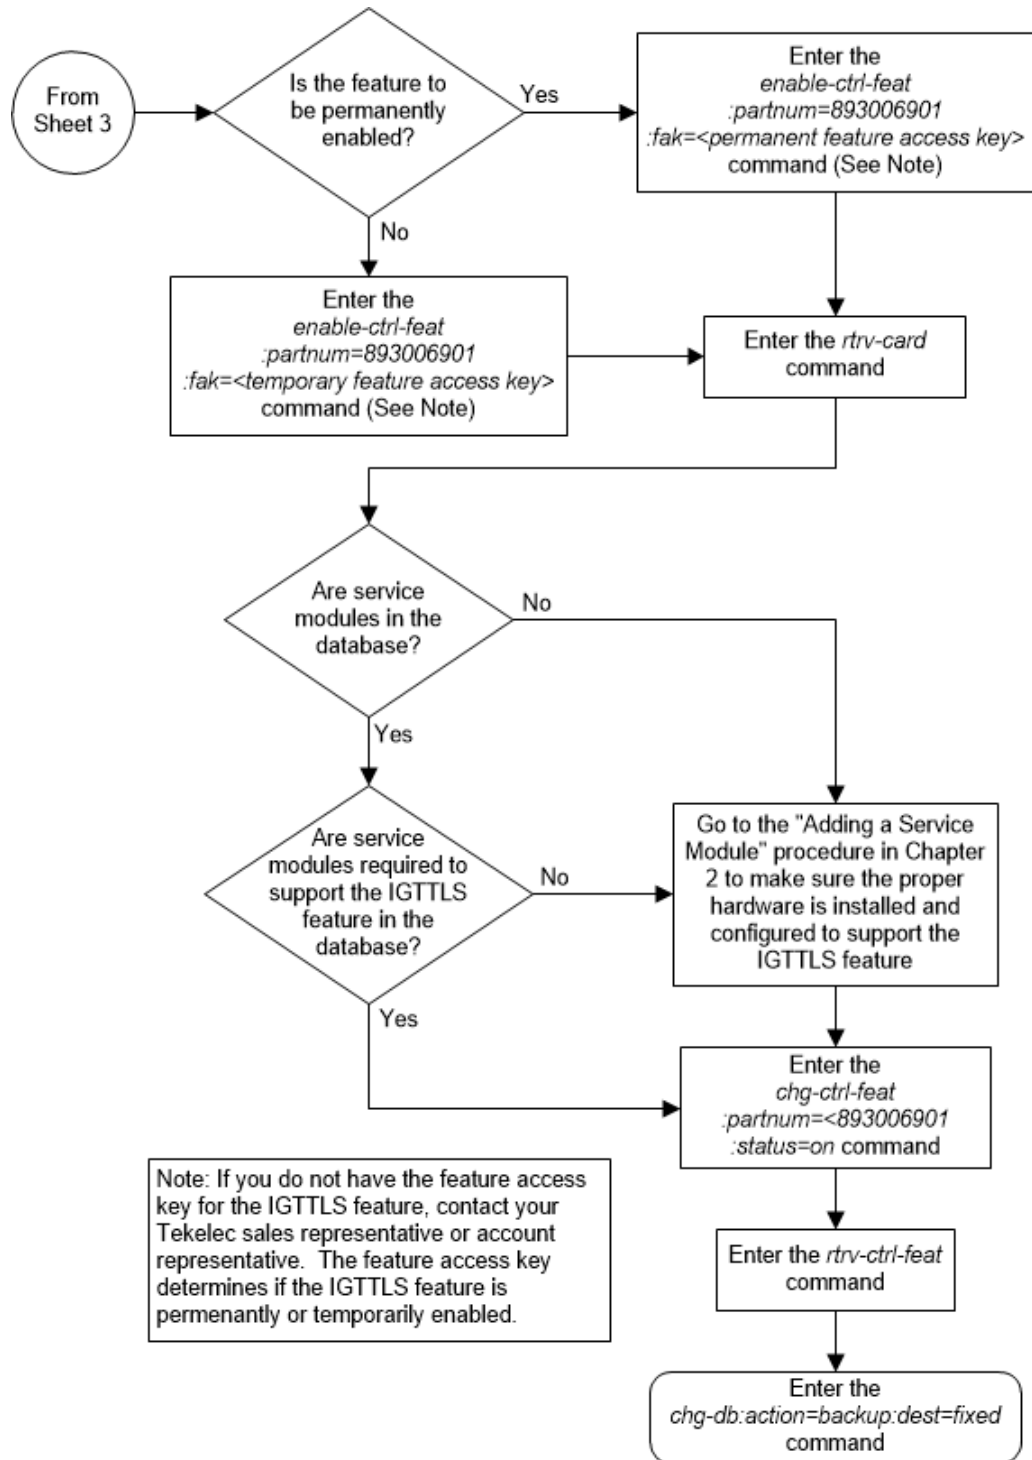 From
Sheet 3
Is the feature to
be permanently
enabled?
Yes
Enter the
enable-ctrl-feat
:partnum=893006901
:fak=<permanent feature access key>
command (See Note)
No
Enter the
enable-ctrl-feat
:partnum=893006901
:fak=<temporary feature access key>
command (See Note)
Enter the rtrv-card
command
Are service
modules in the
database?
No
Yes
Are service
modules required to
support the IGTTLS
feature in the
database?
No
Yes
Go to the "Adding a Service
Module" procedure in Chapter
2 to make sure the proper
hardware is installed and
configured to support the
IGTTLS feature
Enter the
chg-ctrl-feat
:partnum=<893006901
:status=on command
Note: If you do not have the feature access
key for the IGTTLS feature, contact your
Tekelec sales representative or account
representative.  The feature access key
determines if the IGTTLS feature is
permenantly or temporarily enabled.
Enter the rtrv-ctrl-feat
command
Enter the
chg-db:action=backup:dest=fixed
command